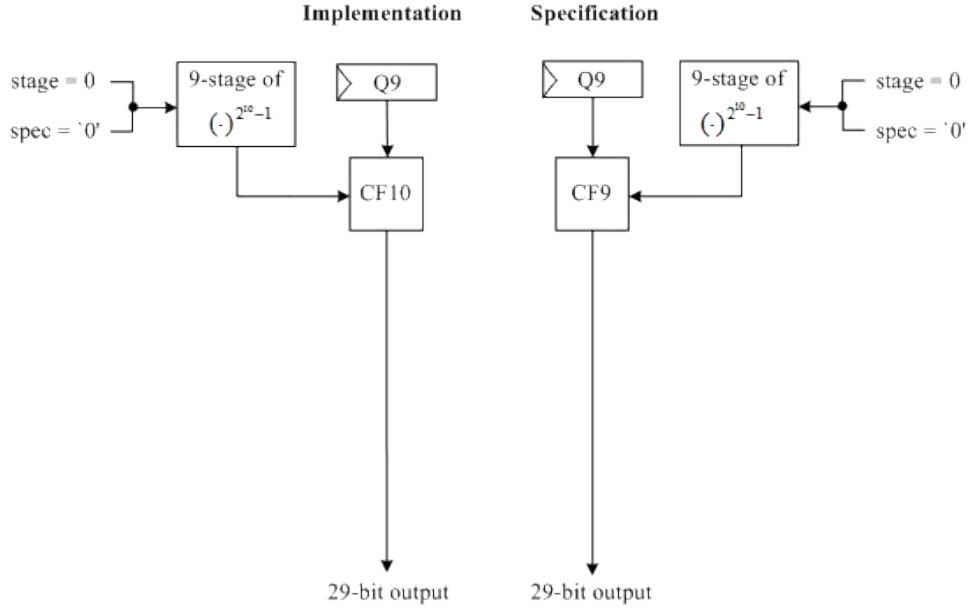 Implementation
Specification
stage = 0
spec = `0'
9-stage of
(·)^{2^{10}-1}
Q9
CF10
29-bit output
Q9
CF9
29-bit output
9-stage of
(·)^{2^{10}-1}
stage = 0
spec = `0'